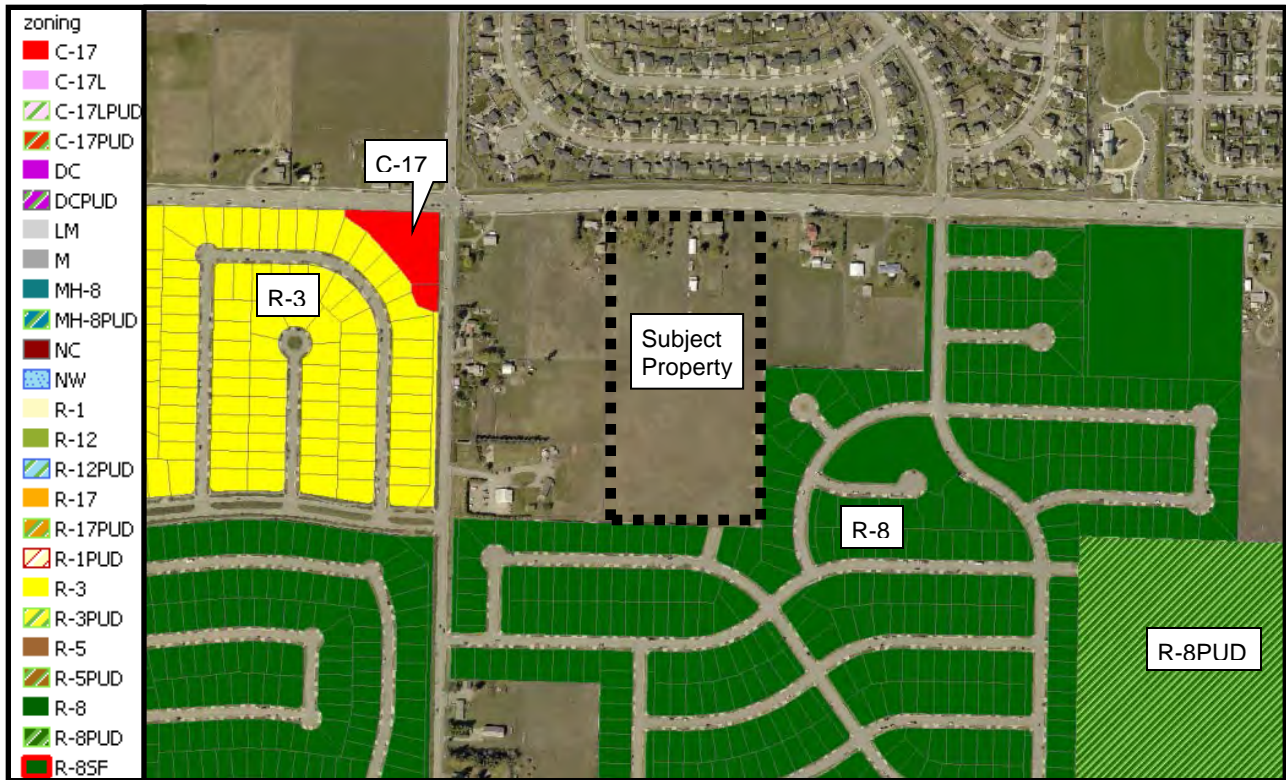 zoning
C-17
C-17L
C-17LPUD
C-17PUD
DC
DCPUD
LM
M
MH-8
MH-8PUD
NC
NW
R-1
R-12
R-12PUD
R-17
R-17PUD
R-1PUD
R-3
R-3PUD
R-5
R-5PUD
R-8
R-8PUD
R-8SF
C-17
R-3
Subject
Property
R-8
R-8PUD